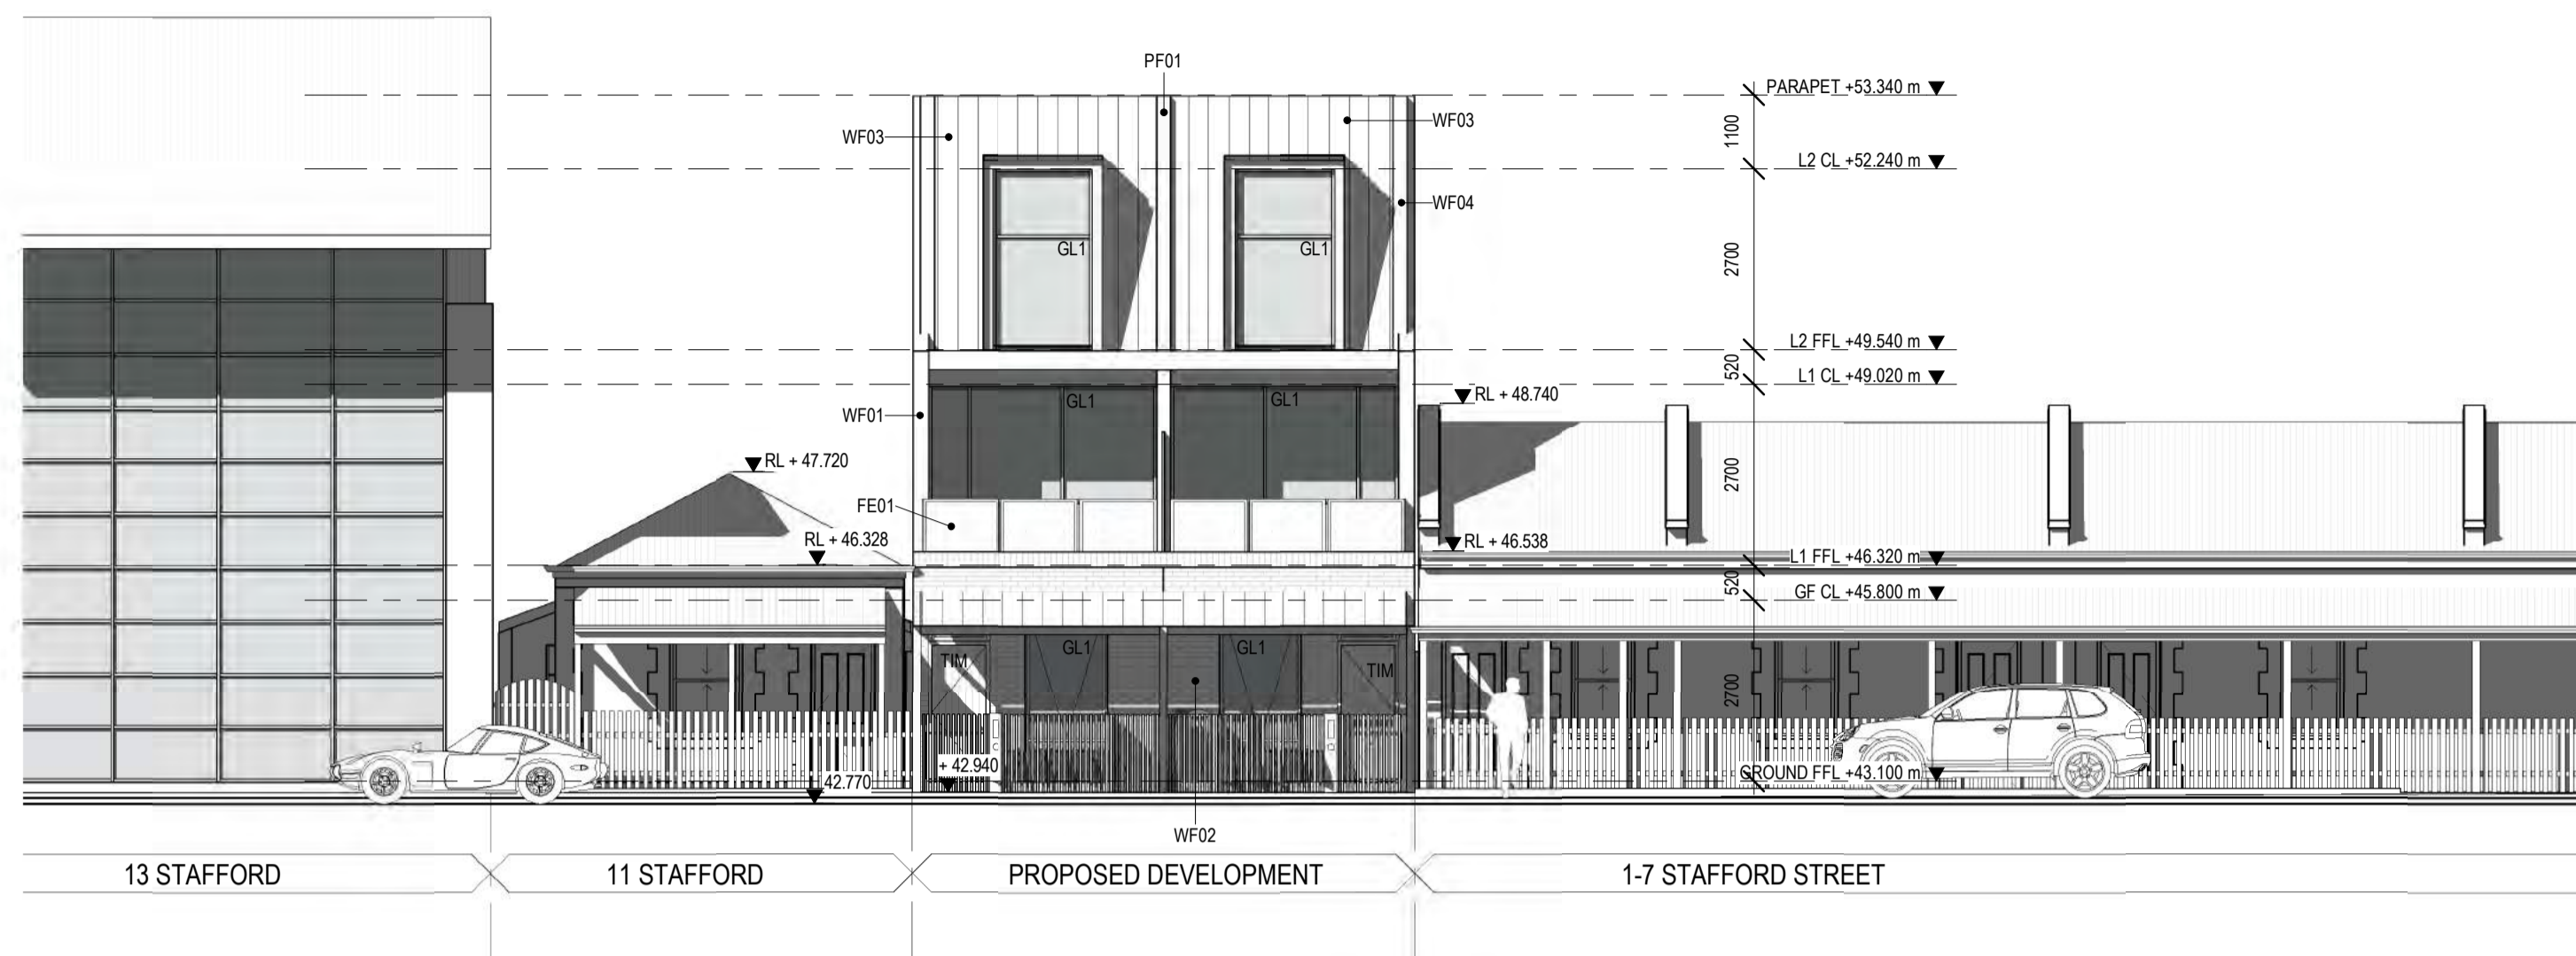 PF01
PARAPET +53.340 m
WF03
WF03
1100
L2 CL +52.240 m
WF04
GL1
GL1
2700
L2 FFL +49.540 m
520
L1 CL +49.020 m
RL + 48.740
GL1
GL1
WF01
RL + 47.720
2700
FE01
RL + 46.328
RL + 46.538
L1 FFL +46.320 m
520
GF CL +45.800 m
TIM
GL1
GL1
TIM
2700
+ 42.940
GROUND FFL +43.100 m
42.770
WF02
13 STAFFORD
11 STAFFORD
PROPOSED DEVELOPMENT
1-7 STAFFORD STREET